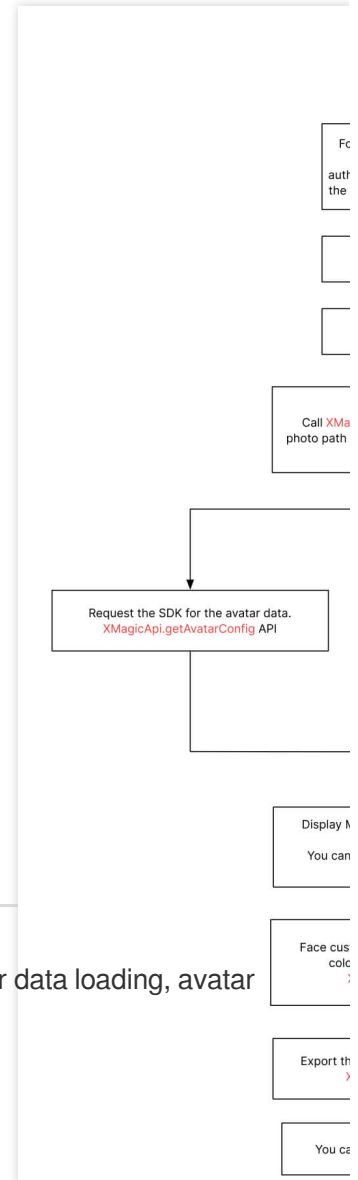 Fo
auth
the
Call XMa
photo path
Request the SDK for the avatar data.
XMagicApi.getAvatarConfig API
Display M
You can
Face cus
colo
r data loading, avatar
Export th
You ca